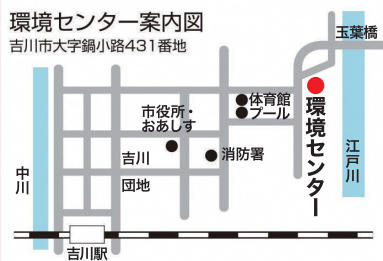 環境センター案内図
吉川市大字鍋小路431番地
玉葉橋
体育館
プール
環境センター
市役所・
おあしす
江戸川
吉川
団地
消防署
中川
吉川駅